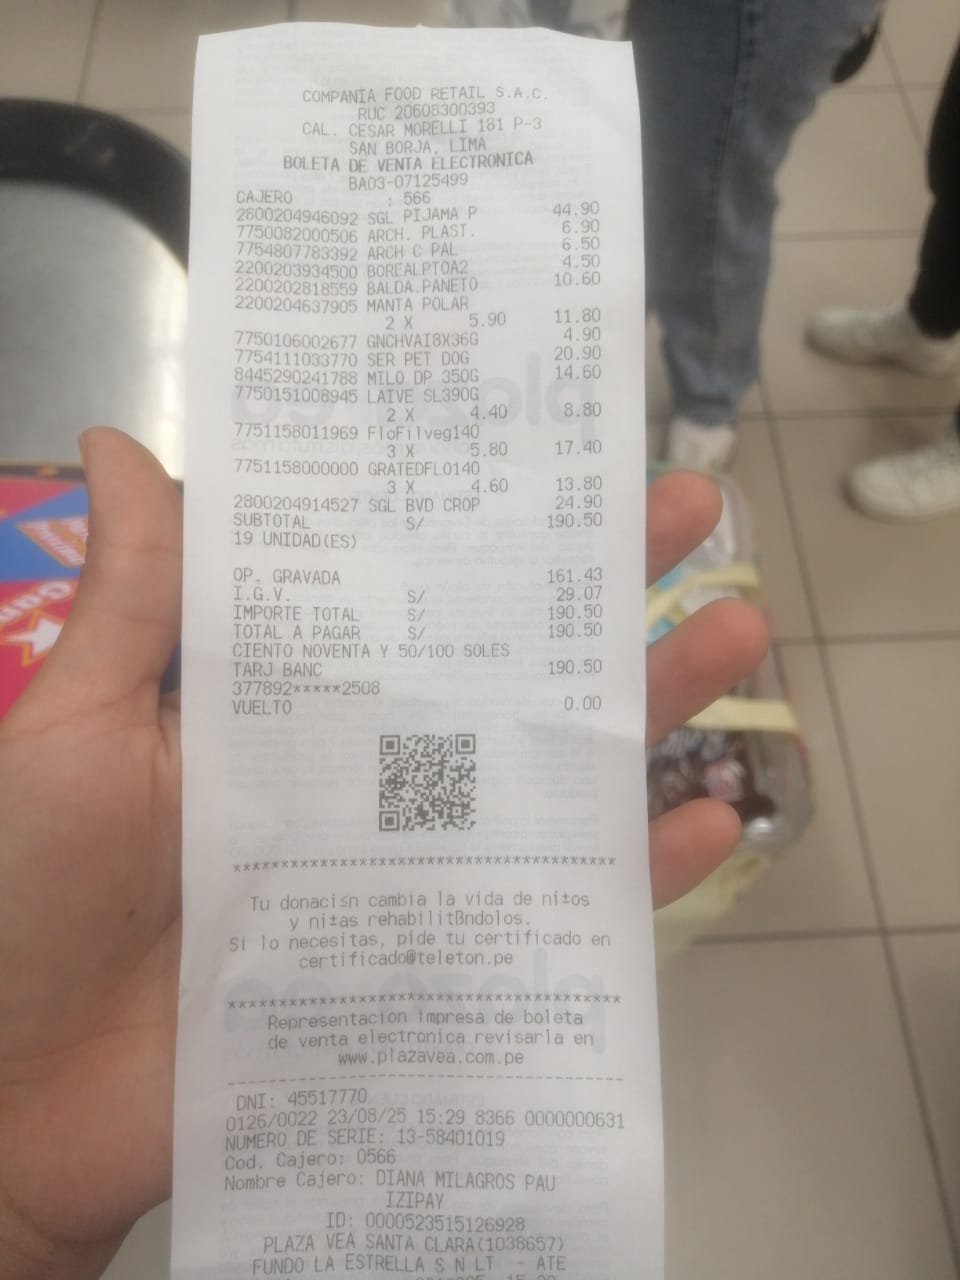 COMPANIA FOOD RETAIL S.A.C.
RUC 20608300393
CAL. CESAR MORELLI 181 P-3
SAN BORJA, LIMA
BOLETA DE VENTA ELECTRONICA
BA03-07125499
CAJERO : 566
2800204946092 SGL PIJAMA P 44.90
7750082000506 ARCH. PLAST. 6.90
7754807783392 ARCH C PAL 6.50
2200203934500 BOREALPTOA2 4.50
2200202818559 BALDA.PANETO 10.60
2200204637905 MANTA POLAR
2 X 5.90 11.80
7750106002677 GNCHVAI8X36G 4.90
7754111033770 SER PET DOG 20.90
8445290241788 MILO DP 350G 14.60
7750151008945 LAIVE SL390G
2 X 4.40 8.80
7751158011969 FloFilveg140
3 X 5.80 17.40
7751158000000 GRATEDFLO140
3 X 4.60 13.80
2800204914527 SGL BVD CROP 24.90
SUBTOTAL S/ 190.50
19 UNIDAD(ES)
OP. GRAVADA 161.43
I.G.V. S/ 29.07
IMPORTE TOTAL S/ 190.50
TOTAL A PAGAR S/ 190.50
CIENTO NOVENTA Y 50/100 SOLES
TARJ BANC 190.50
377892*****2508
VUELTO 0.00
*****************************************
Tu donaci≤n cambia la vida de ni±os
y ni±as rehabilitßndolos.
Si lo necesitas, pide tu certificado en
certificado@teleton.pe
*****************************************
Representacion impresa de boleta
de venta electronica revisarla en
www.plazavea.com.pe
-----------------------------------------
DNI: 45517770
0126/0022 23/08/25 15:29 8366 0000000631
NUMERO DE SERIE: 13-58401019
Cod. Cajero: 0566
Nombre Cajero: DIANA MILAGROS PAU
IZIPAY
ID: 0000523515126928
PLAZA VEA SANTA CLARA(1038657)
FUNDO LA ESTRELLA S N LT - ATE